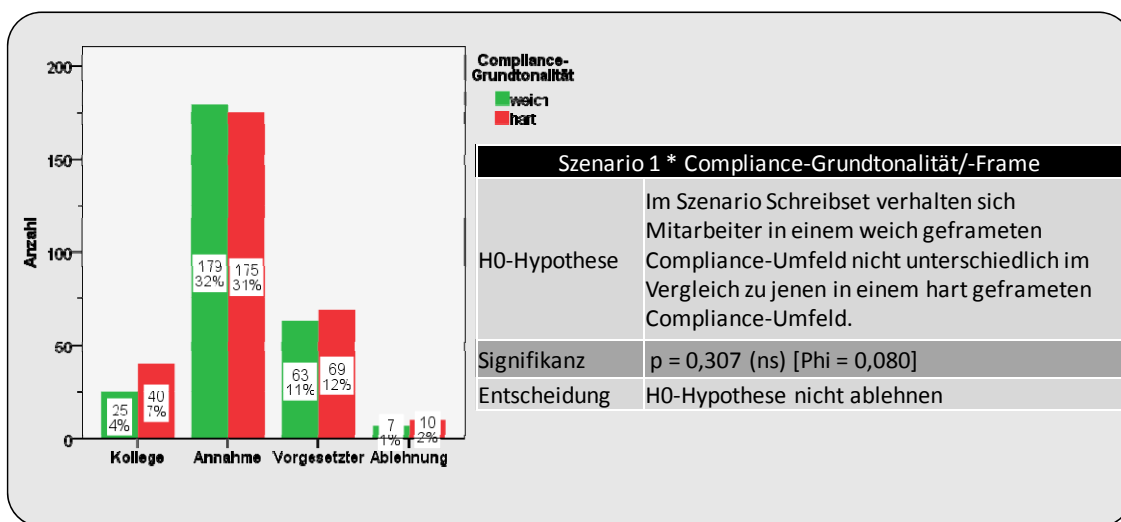 Compliance-
Grundtonalität
weich
hart
200
150
100
50
0
Anzahl
179
32%
175
31%
63
11%
69
12%
40
7%
25
4%
7
1%
10
2%
Kollege Annahme Vorgesetzter Ablehnung
Szenario 1 * Compliance-Grundtonalität/-Frame
H0-Hypothese
Im Szenario Schreibset verhalten sich
Mitarbeiter in einem weich geframeten
Compliance-Umfeld nicht unterschiedlich im
Vergleich zu jenen in einem hart geframeten
Compliance-Umfeld.
Signifikanz p = 0,307 (ns) [Phi = 0,080]
Entscheidung H0-Hypothese nicht ablehnen